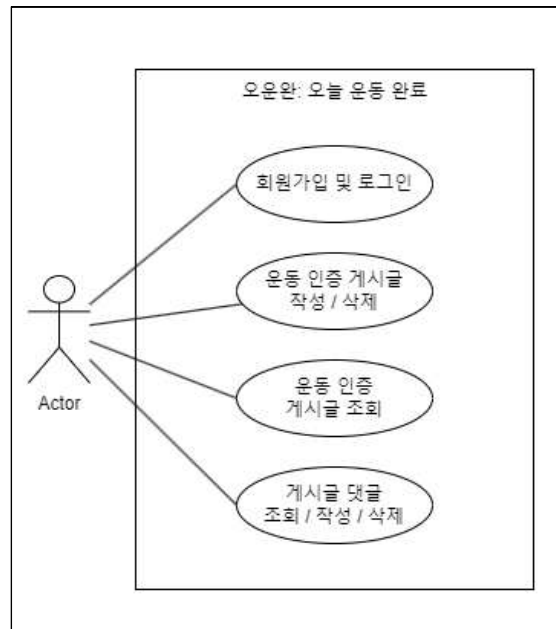 오운완: 오늘 운동 완료
회원가입 및 로그인
운동 인증 게시글
작성 / 삭제
Actor
운동 인증
게시글 조회
게시글 댓글
조회 / 작성 / 삭제